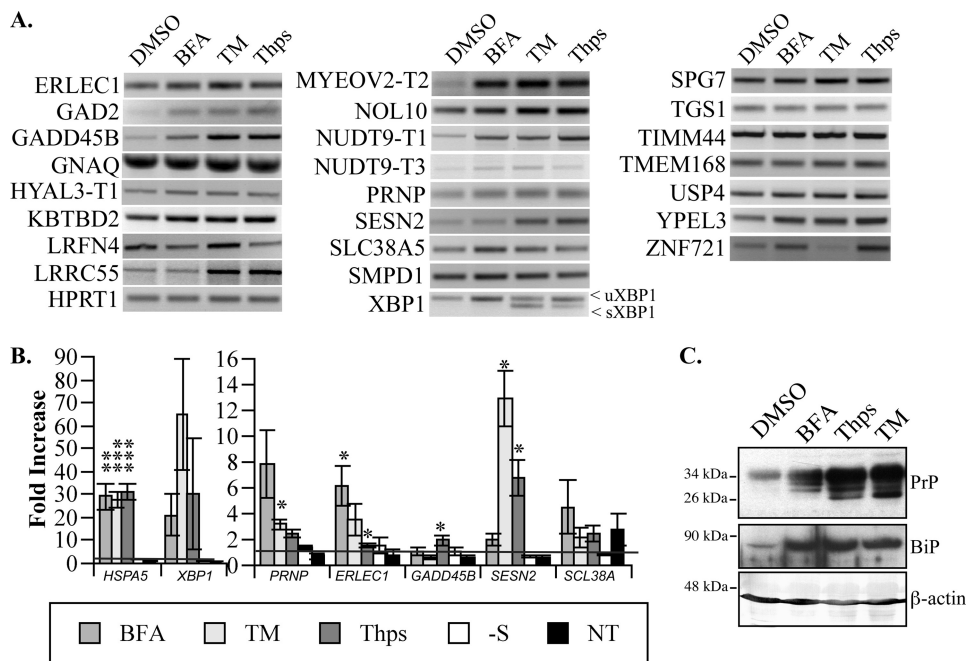 A.
DMSO BFA TM Thps
ERLEC1
GAD2
GADD45B
GNAQ
HYAL3-T1
KBTBD2
LRFN4
LRRC55
HPRT1
DMSO BFA TM Thps
MYEOV2-T2
NOL10
NUDT9-T1
NUDT9-T3
PRNP
SESN2
SLC38A5
SMPD1
XBP1
< uXBP1
< sXBP1
DMSO BFA TM Thps
SPG7
TGS1
TIMM44
TMEM168
USP4
YPEL3
ZNF721
B.
Fold Increase
90
80
70
60
50
40
30
20
10
0
*** *** ***
HSPA5 XBP1
16
14
12
10
8
6
4
2
0
* * * * * *
PRNP ERLEC1 GADD45B SESN2 SCL38A
BFA TM Thps -S NT
C.
DMSO BFA Thps TM
34 kDa
26 kDa
PrP
90 kDa
BiP
48 kDa
β-actin